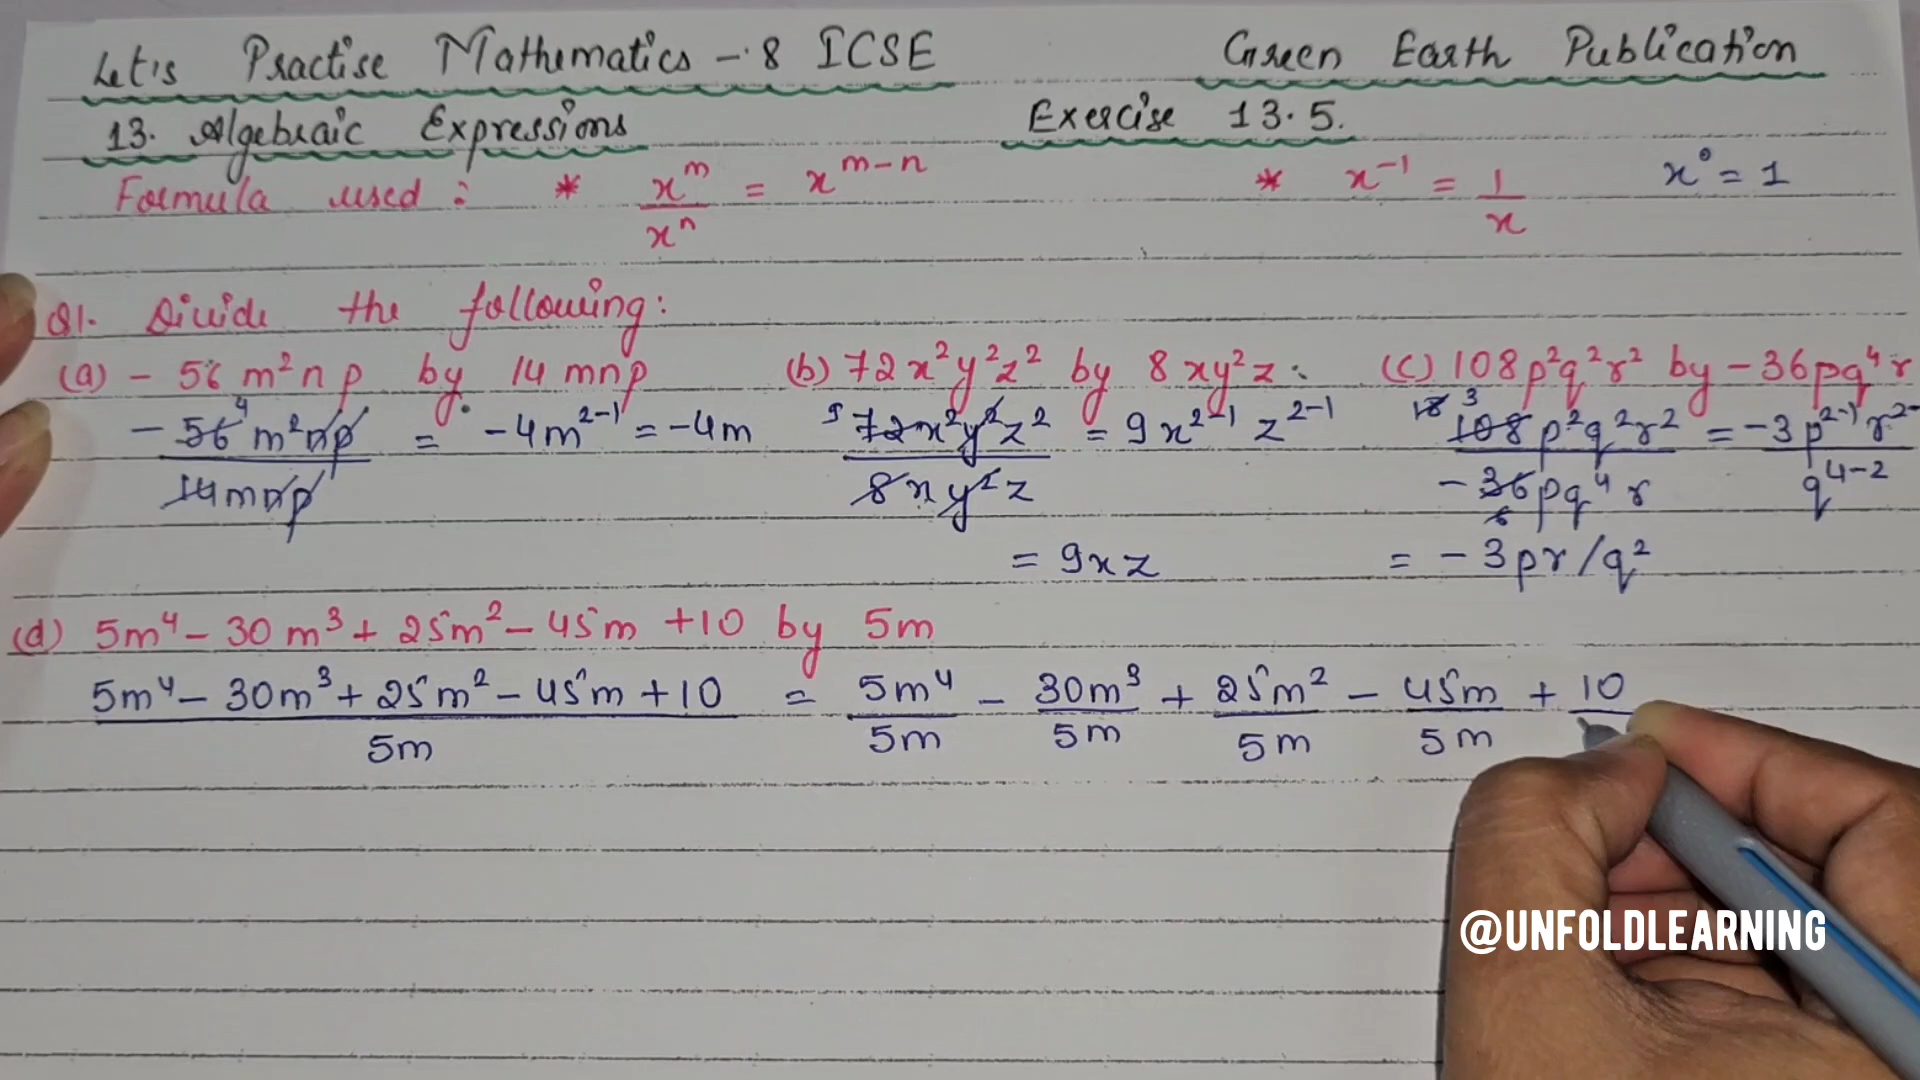 Let's Practise Mathematics - 8 ICSE Green Earth Publication
13. Algebraic Expressions Exercise 13.5.
Formula used : * x^m / x^n = x^(m-n) * x^-1 = 1/x x^0 = 1
Q1. Divide the following:
(a) - 56 m²np by 14 mnp (b) 72x²y²z² by 8xy²z. (c) 108p²q²r² by -36pq⁴r
-56 m²np / 14mnp = -4m^(2-1) = -4m 72x²y²z² / 8xy²z = 9x^(2-1) z^(2-1) 108p²q²r² / -36pq⁴r = -3p^(2-1) r^(2- / q^(4-2)
= 9xz = -3pr/q²
(d) 5m⁴ - 30m³ + 25m² - 45m + 10 by 5m
5m⁴ - 30m³ + 25m² - 45m + 10 / 5m = 5m⁴/5m - 30m³/5m + 25m²/5m - 45m/5m + 10
@UNFOLDLEARNING